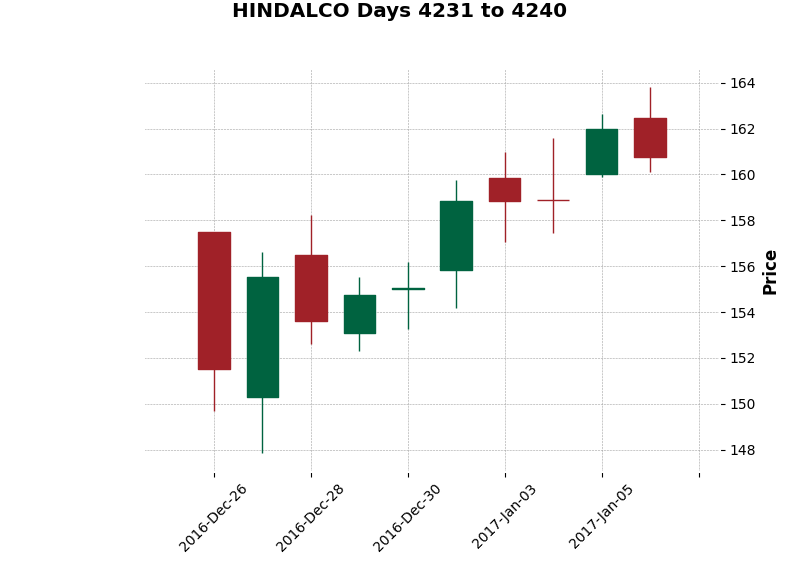 HINDALCO Days 4231 to 4240
164
162
160
158
156
154
152
150
148
Price
2016-Dec-26
2016-Dec-28
2016-Dec-30
2017-Jan-03
2017-Jan-05